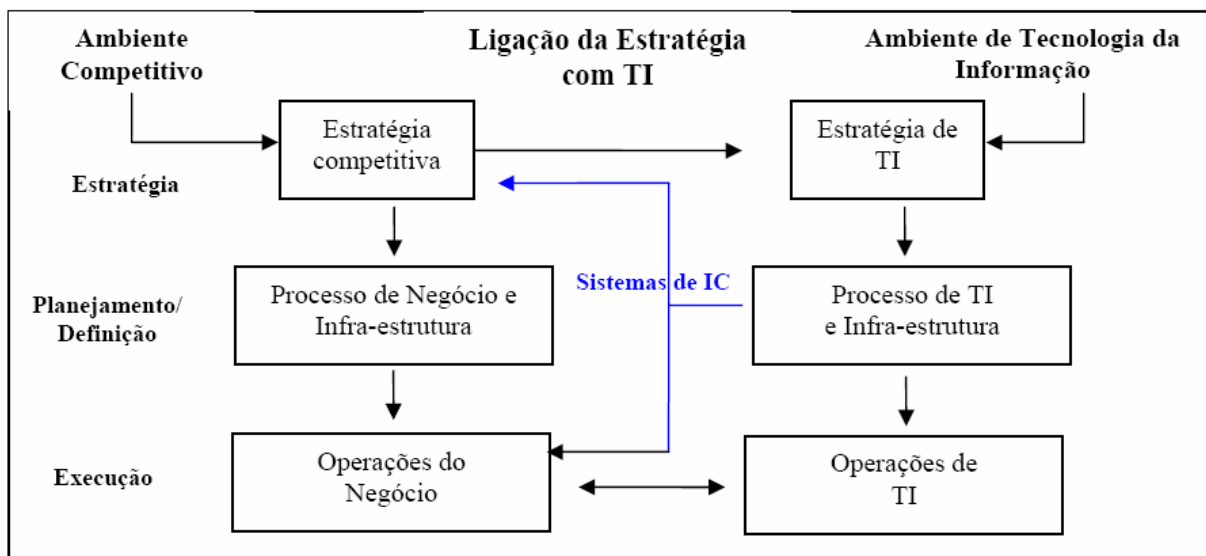 Ambiente
Competitivo
Ligação da Estratégia
com TI
Ambiente de Tecnologia da
Informação
Estratégia
competitiva
Estratégia de
TI
Estratégia
Sistemas de IC
Planejamento/
Definição
Processo de Negócio e
Infra-estrutura
Processo de TI
e Infra-estrutura
Execução
Operações do
Negócio
Operações de
TI